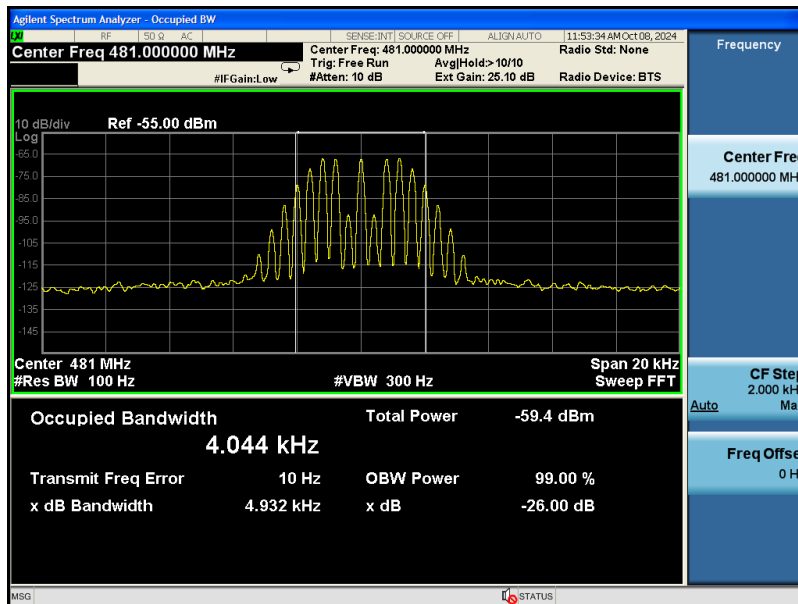 Agilent Spectrum Analyzer - Occupied BW
LXI RF 50 Ω AC SENSE:INT SOURCE OFF ALIGN AUTO 11:53:34 AM Oct 08, 2024
Center Freq 481.000000 MHz
Center Freq: 481.000000 MHz Radio Std: None
Trig: Free Run Avg|Hold:>10/10
#IFGain:Low #Atten: 10 dB Ext Gain: 25.10 dB Radio Device: BTS
10 dB/div Ref -55.00 dBm
Log
-65.0
-75.0
-85.0
-95.0
-105
-115
-125
-135
-145
Center 481 MHz Span 20 kHz
#Res BW 100 Hz #VBW 300 Hz Sweep FFT
Occupied Bandwidth Total Power -59.4 dBm
4.044 kHz
Transmit Freq Error 10 Hz OBW Power 99.00 %
x dB Bandwidth 4.932 kHz x dB -26.00 dB
MSG STATUS
Frequency
Center Fre
481.000000 MH
CF Step
2.000 kH
Auto Ma
Freq Offse
0 H